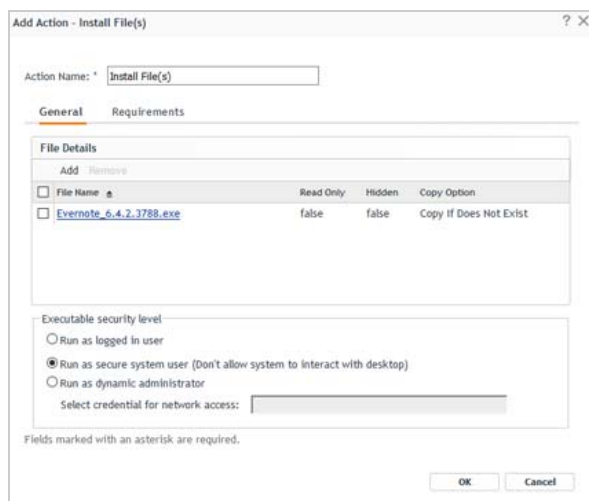 Add Action - Install File(s) ? ×
Action Name: * Install File(s)
General Requirements
File Details
Add Remove
File Name Read Only Hidden Copy Option
Evernote_6.4.2.3788.exe false false Copy If Does Not Exist
Executable security level
Run as logged in user
Run as secure system user (Don't allow system to interact with desktop)
Run as dynamic administrator
Select credential for network access:
Fields marked with an asterisk are required.
OK Cancel